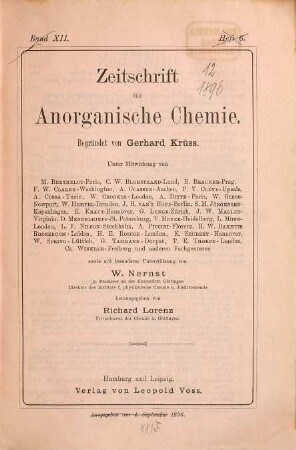 Band XII. Heft 6.
12
1896
Zeitschrift
für
Anorganische Chemie.
Begründet von Gerhard Krüss.
Unter Mitwirkung von
M. Berthelot-Paris, C. W. Blomstrand-Lund, B. Brauner-Prag,
F. W. Clarke-Washington, A. Classen-Aachen, P. T. Cleve-Upsala,
A. Cossa-Turin, W. Crookes-London, A. Ditte-Paris, W. Gibbs-
Newport, W. Hempel-Dresden, J. H. van't Hoff-Berlin, S. M. Jörgensen-
Kopenhagen, K. Kraut-Hannover, G. Lunge-Zürich, J. W. Mallet-
Virginia, D. Mendelejeff-St. Petersburg, V. Meyer-Heidelberg, L. Mond-
London, L. F. Nilson-Stockholm, A. Piccini-Florenz, H. W. Bakhuis
Roozeboom-Leiden, H. E. Roscoe-London, K. Seubert-Hannover,
W. Spring-Lüttich, G. Tammann-Dorpat, T. E. Thorpe-London,
Cl. Winkler-Freiberg und anderen Fachgenossen
sowie mit besonderer Unterstützung von
W. Nernst
o. Professor an der Universität Göttingen
Direktor des Instituts f. physikalische Chemie u. Elektrochemie
herausgegeben von
Richard Lorenz
Privatdozent der Chemie in Göttingen.
Hamburg und Leipzig.
Verlag von Leopold Voss.
Ausgegeben am 4. September 1896.